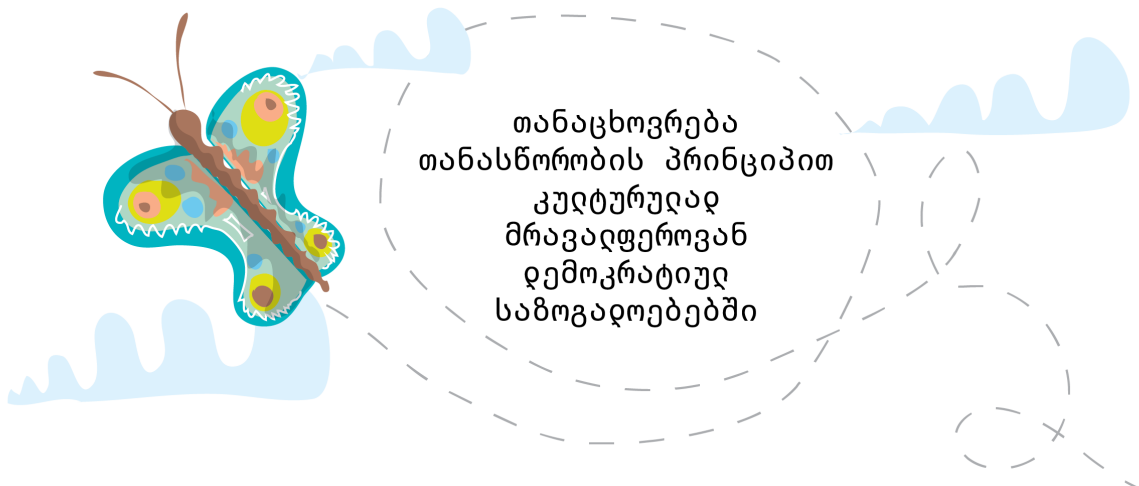 თანაცხოვრება
თანასწორობის პრინციპით
კულტურულად
მრავალფეროვან
დემოკრატიულ
საზოგადოებებში